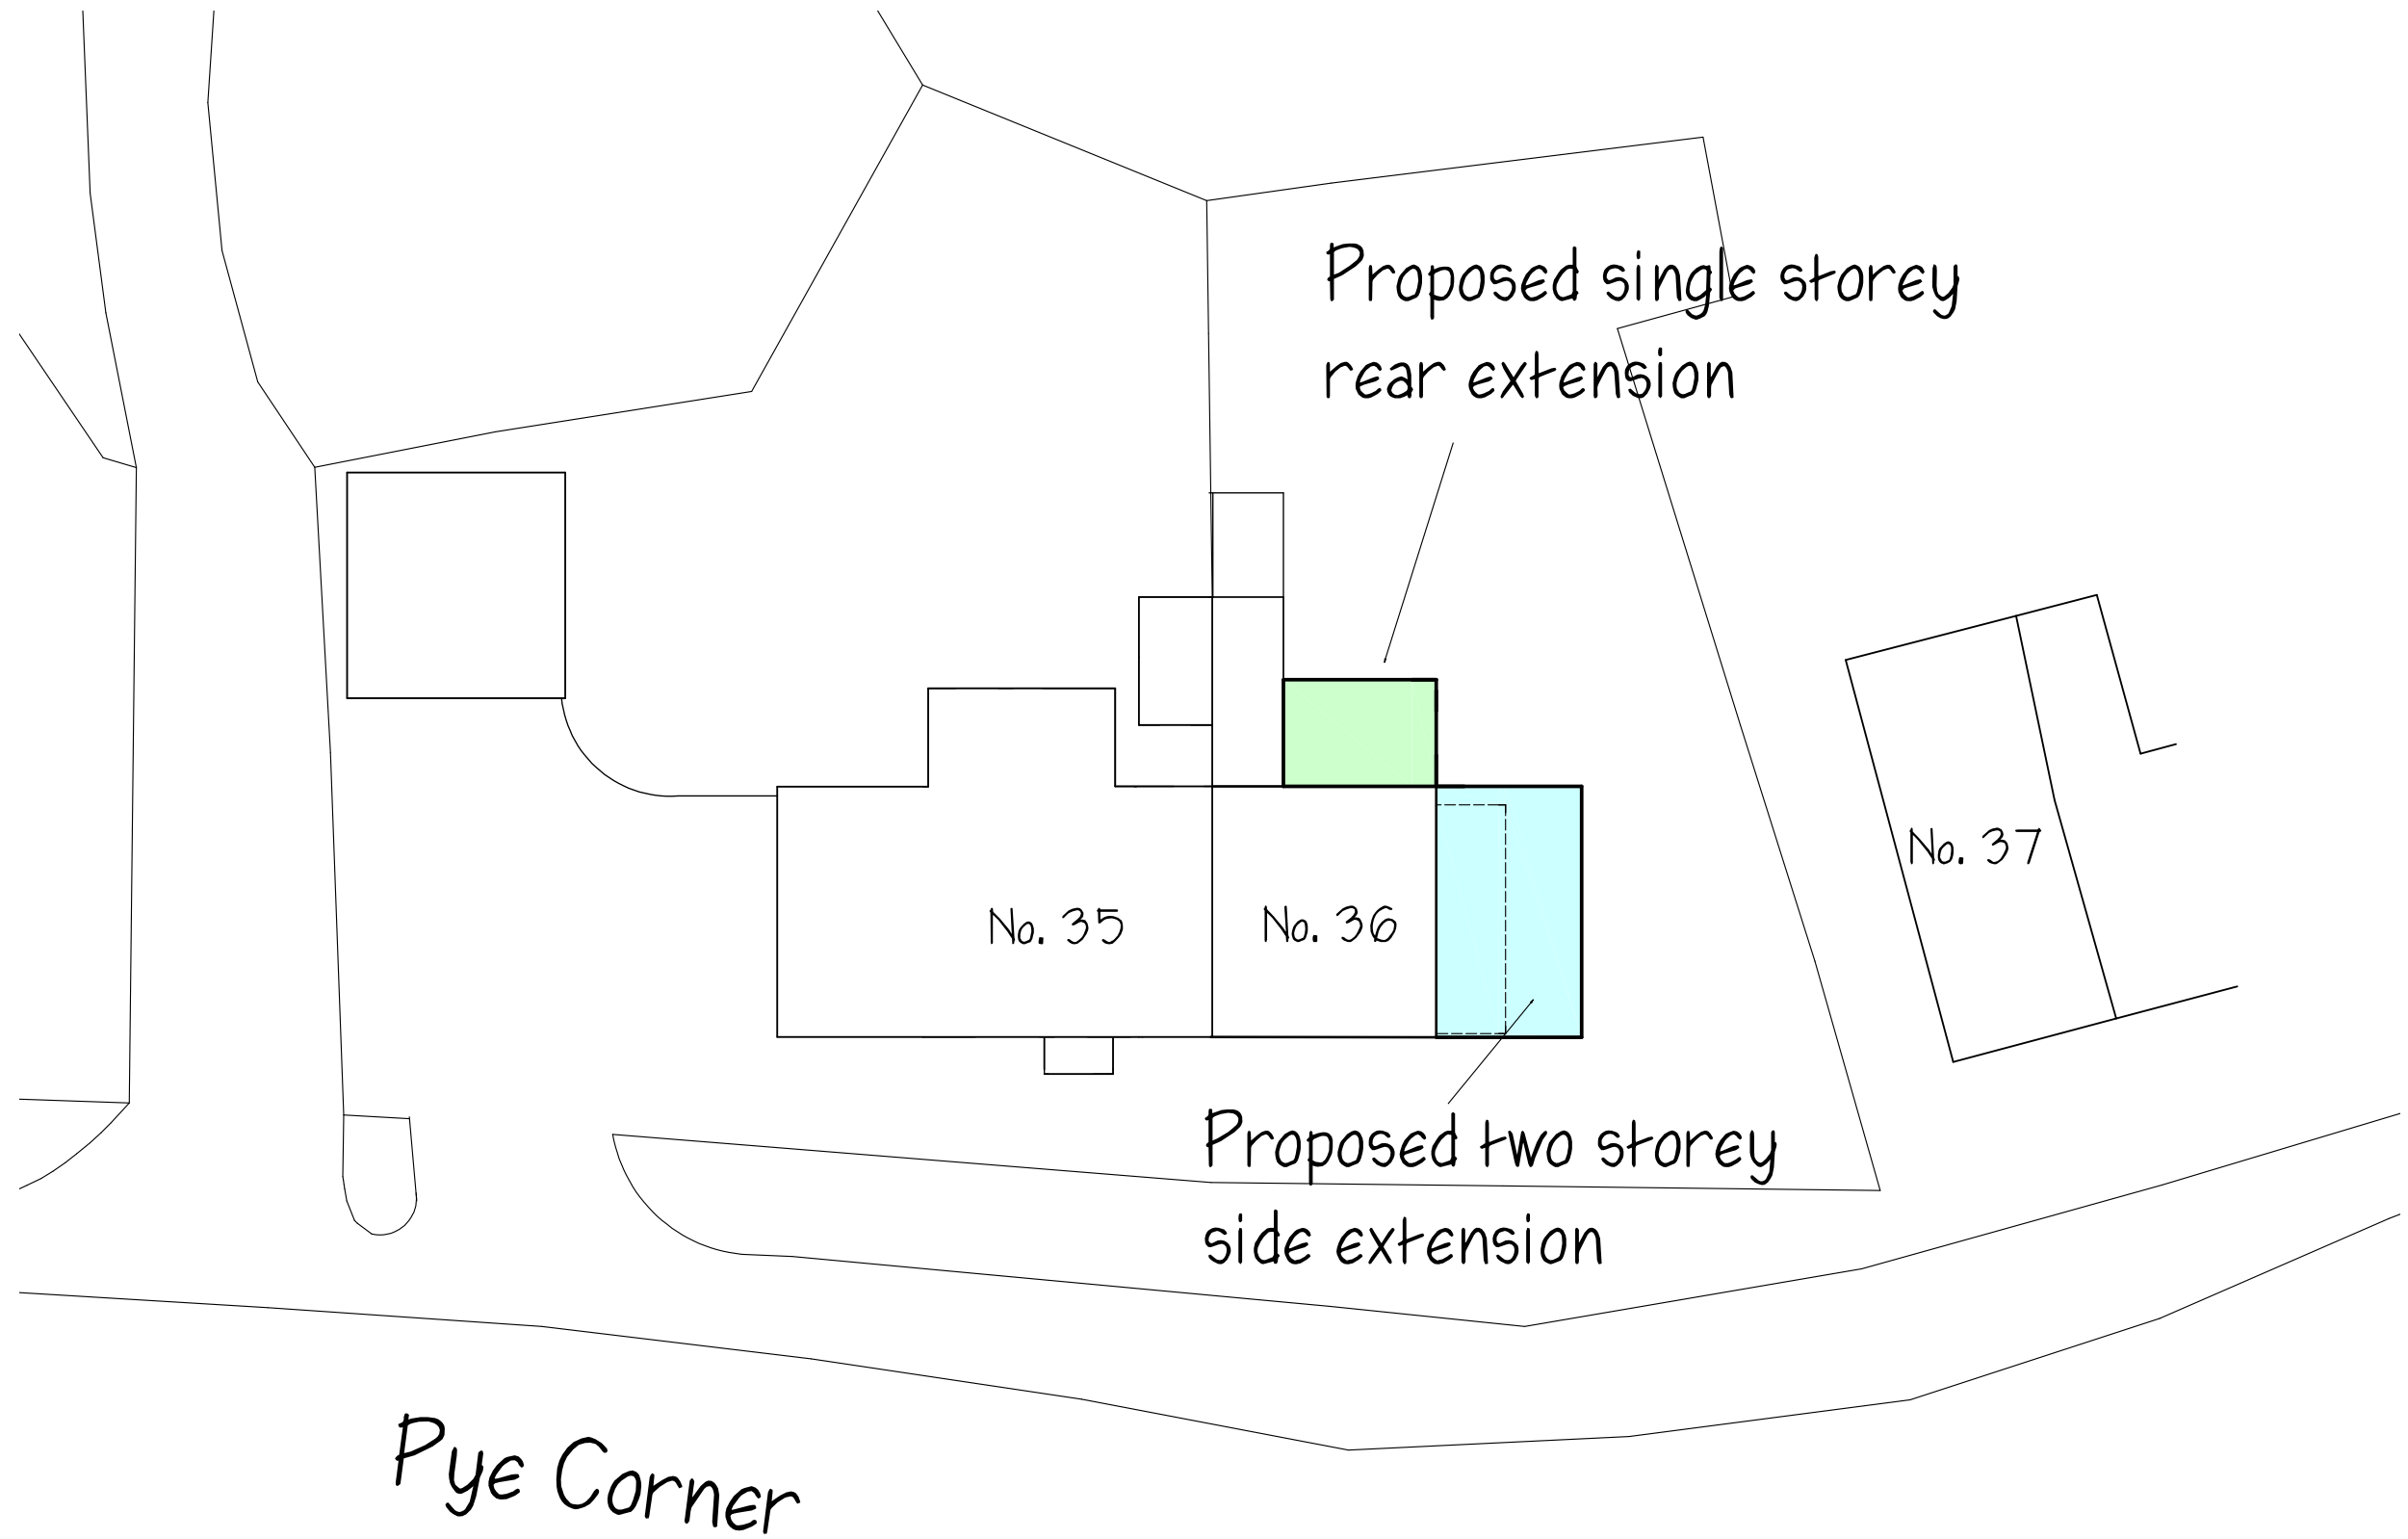 Proposed single storey
rear extension
No. 37
No. 35
No. 36
Proposed two storey
side extension
Pye Corner